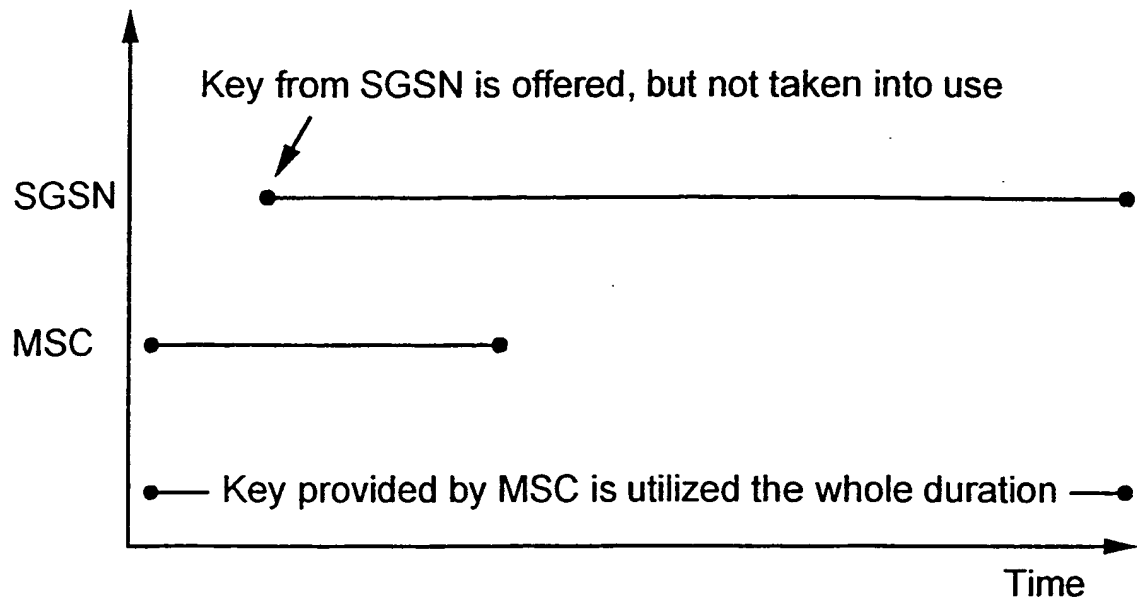 Key from SGSN is offered, but not taken into use
SGSN
MSC
Key provided by MSC is utilized the whole duration
Time